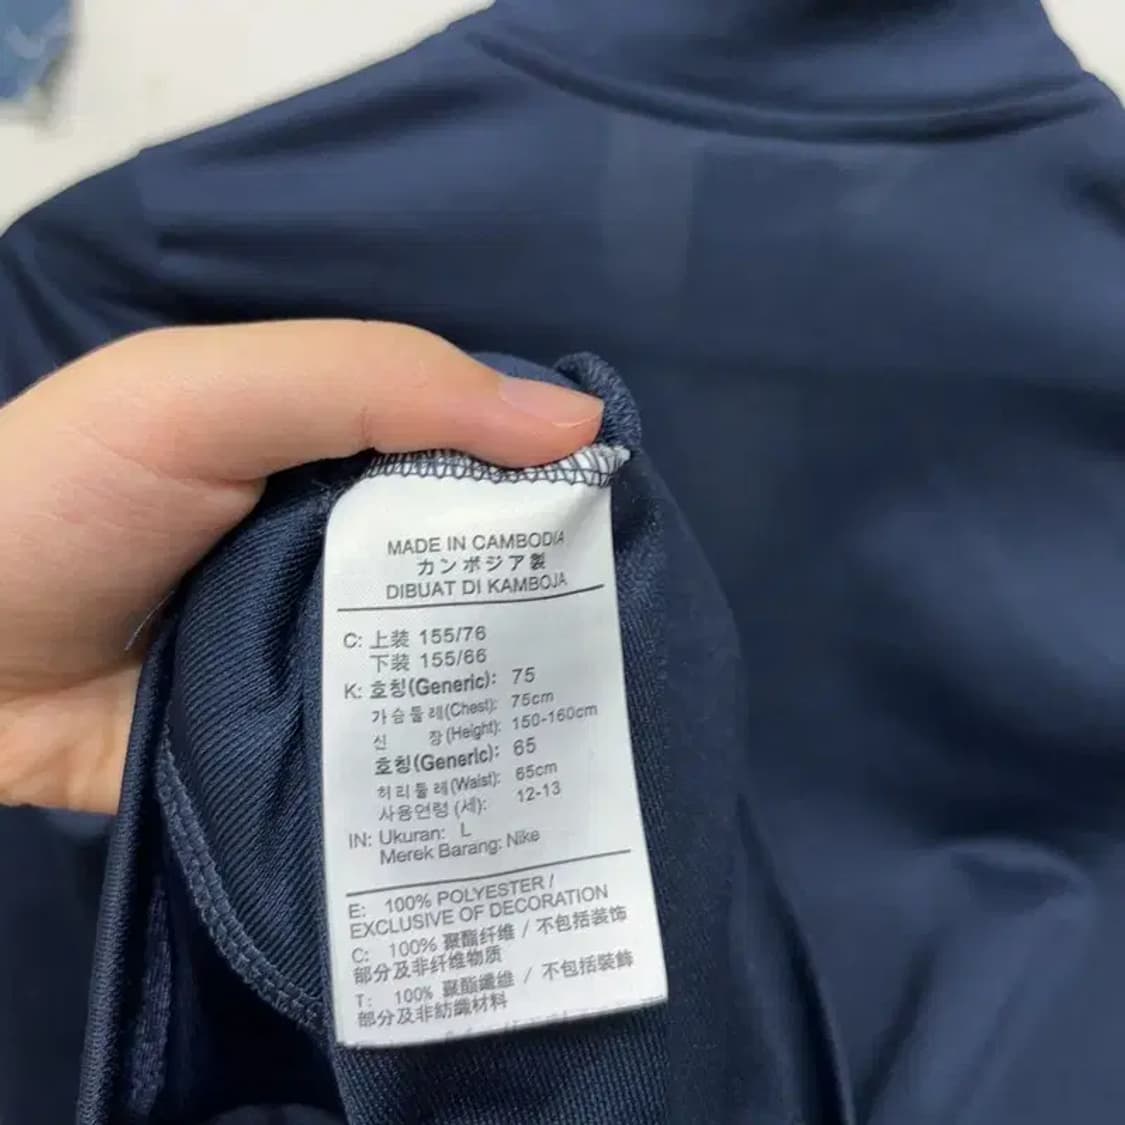 MADE IN CAMBODIA
カンボジア製
DIBUAT DI KAMBOJA
C: 上装 155/76
下装 155/66
K: 호칭(Generic): 75
가슴둘레(Chest): 75cm
신 장(Height): 150-160cm
호칭(Generic): 65
허리둘레(Waist): 65cm
사용연령(세): 12-13
IN: Ukuran: L
Merek Barang: Nike
E: 100% POLYESTER /
EXCLUSIVE OF DECORATION
C: 100% 聚酯纤维 / 不包括装饰
部分及非纤维物质
T: 100% 聚酯纖維 / 不包括裝飾
部分及非紡織材料